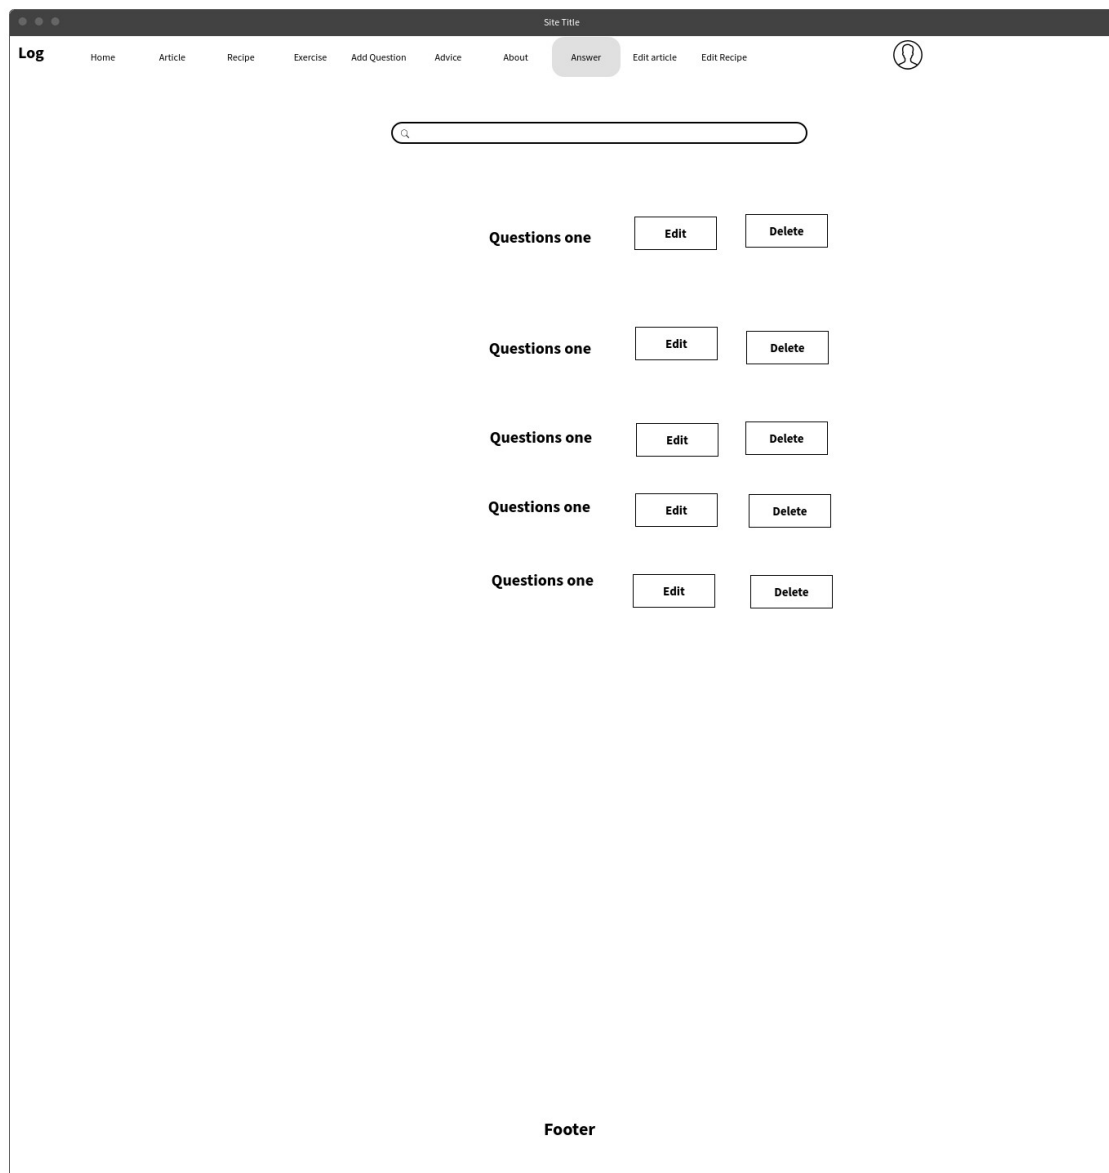 Site Title
Log
Home Article Recipe Exercise Add Question Advice About Answer Edit article Edit Recipe
Questions one Edit Delete
Questions one Edit Delete
Questions one Edit Delete
Questions one Edit Delete
Questions one Edit Delete
Footer